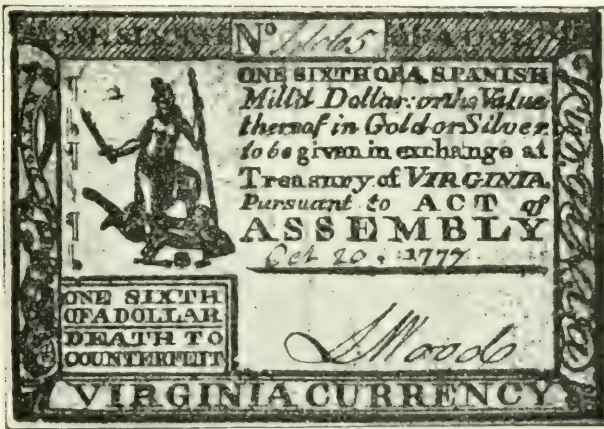 No
ONE SIXTH OF A SPANISH
Mill'd Dollar: or the Value
thereof in Gold or Silver
to be given in exchange at
Treasury of VIRGINIA.
Pursuant to ACT of
ASSEMBLY
Oct 20, 1777
ONE SIXTH
OF A DOLLAR
DEATH TO
COUNTERFEIT
VIRGINIA CURRENCY